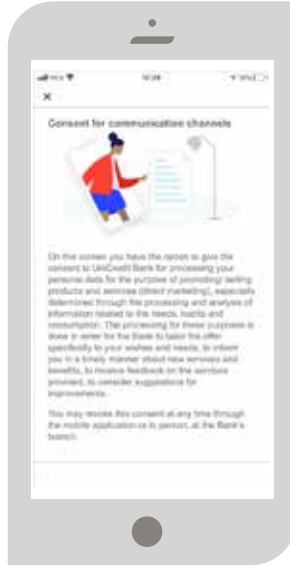 Consent for communication channels
On this screen you have the option to give the
consent to UniCredit Bank for processing your
personal data for the purpose of promoting/ selling
products and services (direct marketing), especially
determined through the processing and analysis of
information related to the needs, habits and
consumption. The processing for these purposes is
done in order for the Bank to tailor the offer
specifically to your wishes and needs, to inform
you in a timely manner about new services and
benefits, to receive feedback on the services
provided, to consider suggestions for
improvements.
You may revoke this consent at any time through
the mobile application or in person, at the Bank's
branch.